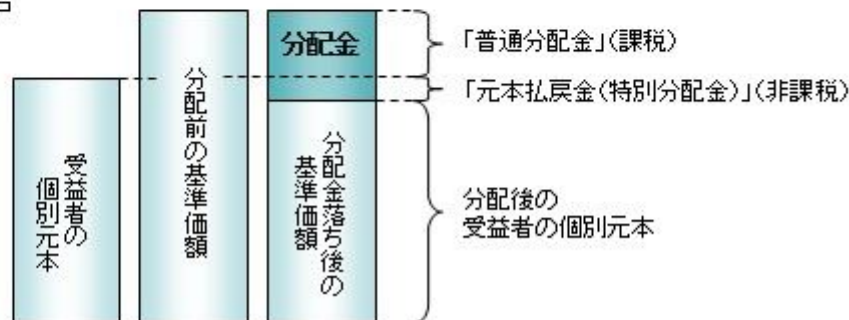 分配金
「普通分配金」(課税)
「元本払戻金(特別分配金)」(非課税)
受益者の
個別元本
分配前の基準価額
分配金落ち後の
基準価額
分配後の
受益者の個別元本